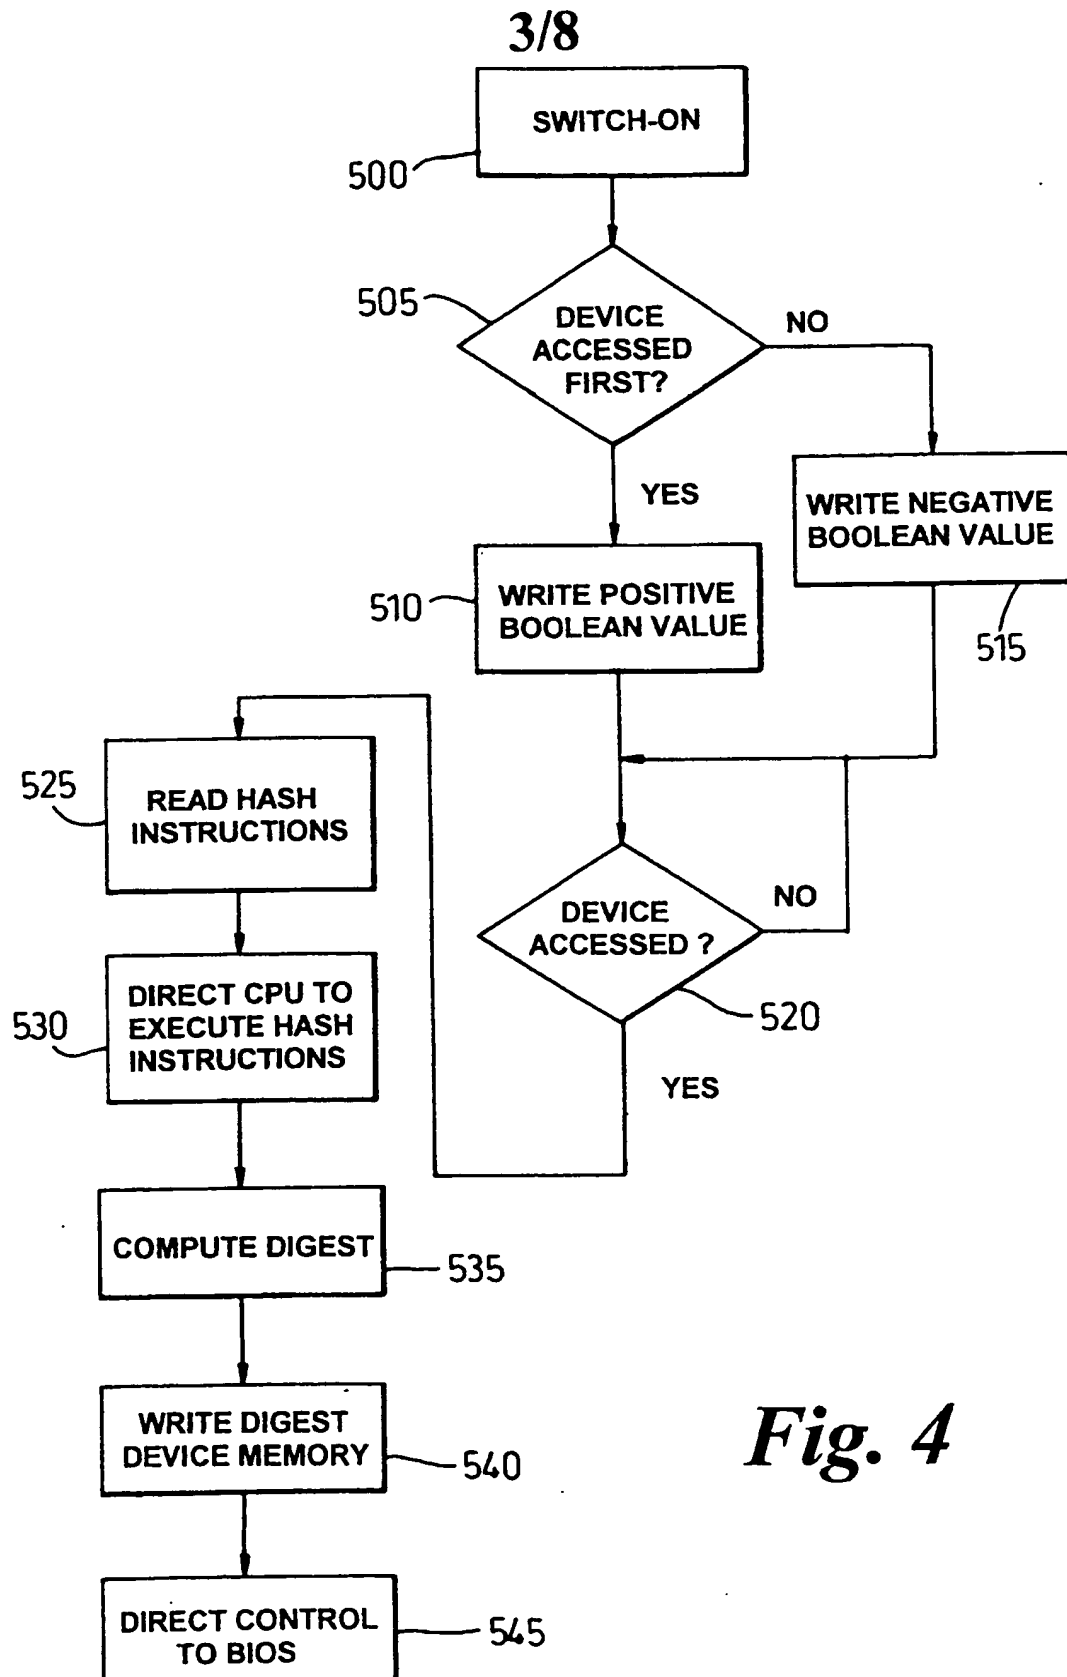 3/8
SWITCH-ON
500
505
DEVICE
ACCESSED
FIRST?
NO
YES
WRITE NEGATIVE
BOOLEAN VALUE
515
510
WRITE POSITIVE
BOOLEAN VALUE
525
READ HASH
INSTRUCTIONS
DEVICE
ACCESSED ?
NO
520
YES
530
DIRECT CPU TO
EXECUTE HASH
INSTRUCTIONS
COMPUTE DIGEST
535
WRITE DIGEST
DEVICE MEMORY
540
DIRECT CONTROL
TO BIOS
545
Fig. 4